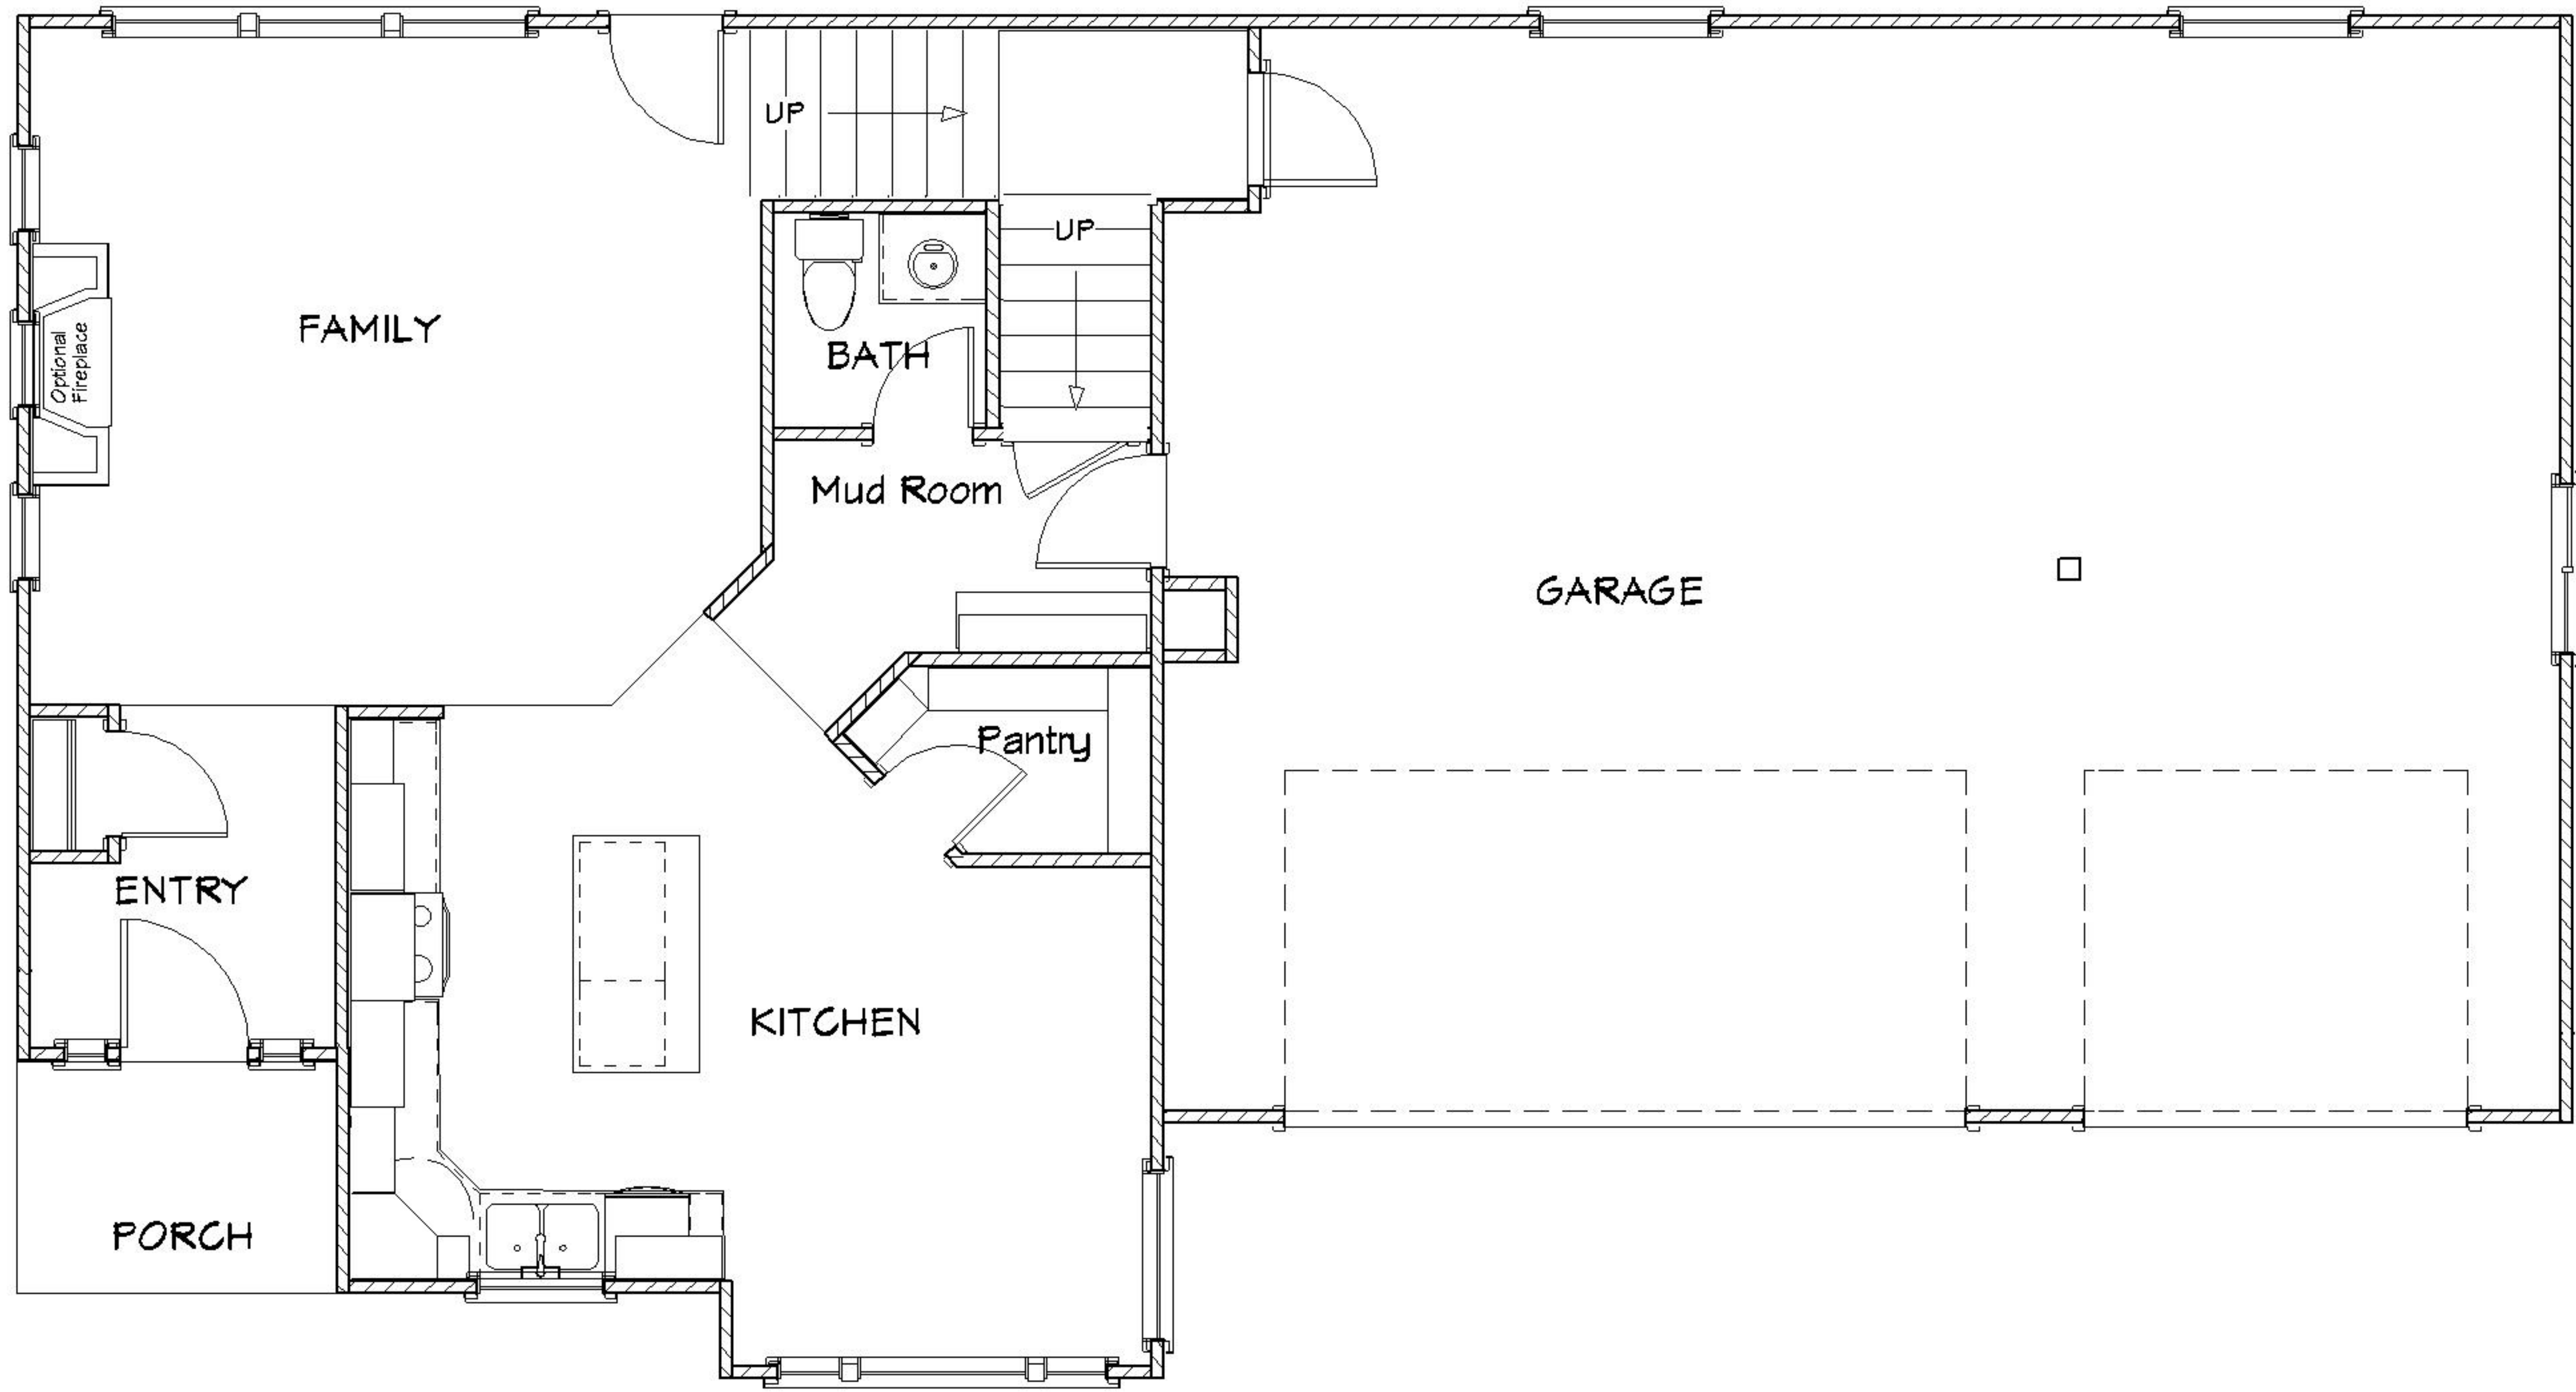 UP
UP
FAMILY
Optional
Fireplace
BATH
Mud Room
GARAGE
Pantry
ENTRY
KITCHEN
PORCH